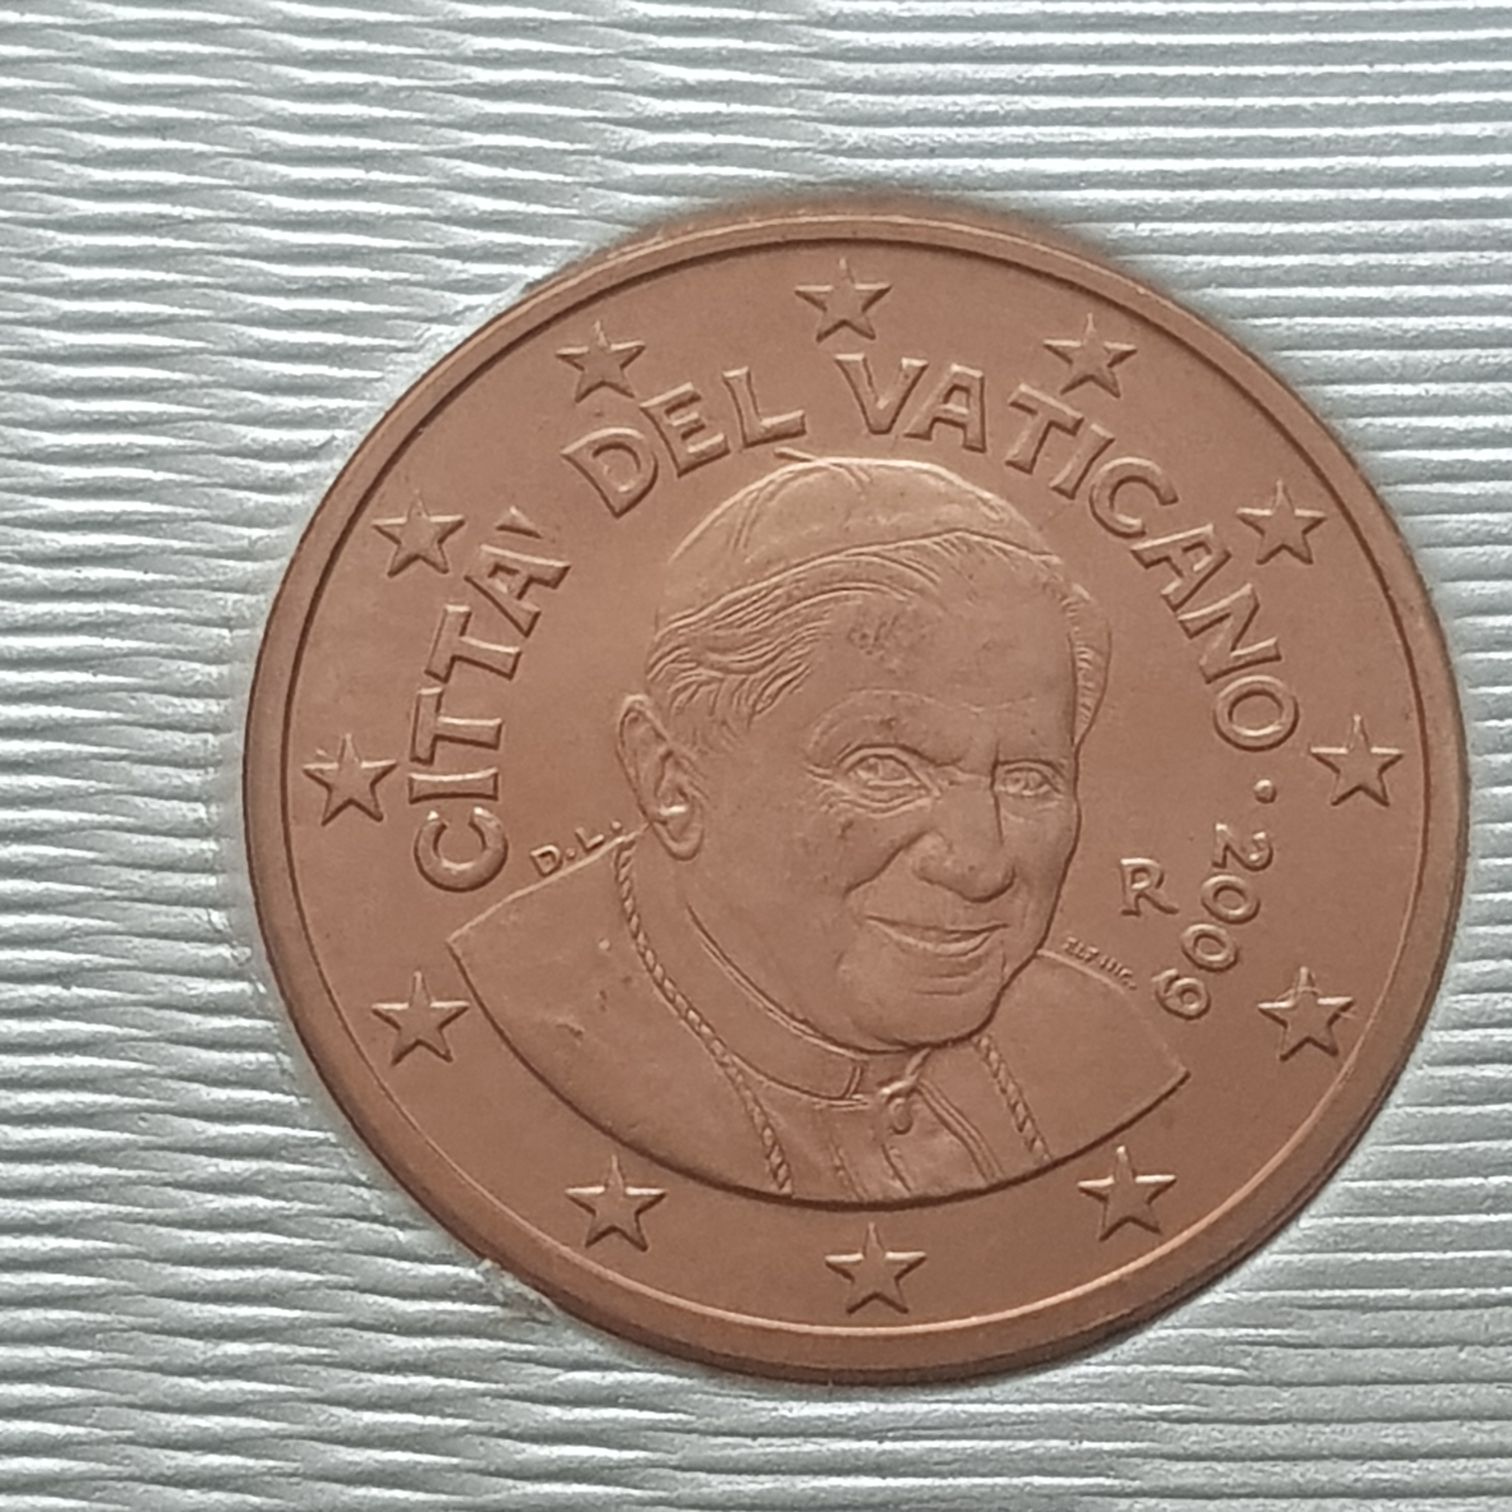 CITTA' DEL VATICANO · 2009
D.L.
R